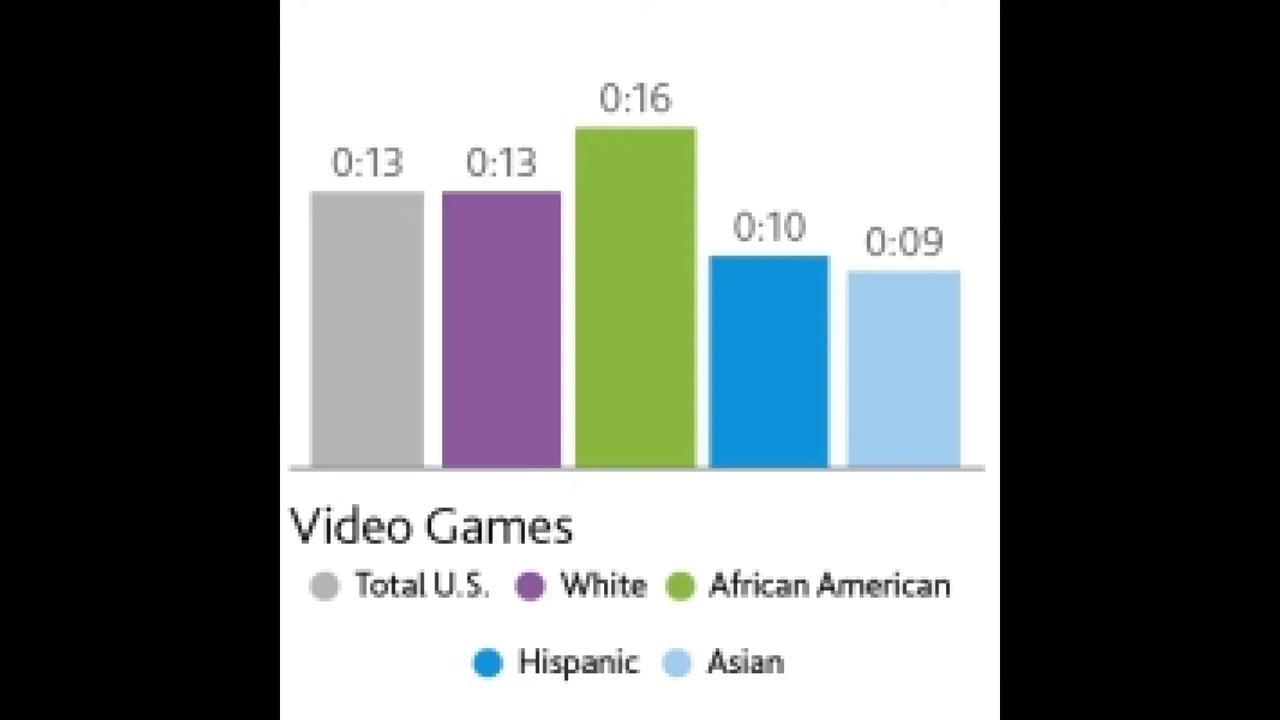 0:16
0:13 0:13
0:10 0:09
Video Games
Total U.S. White African American
Hispanic Asian